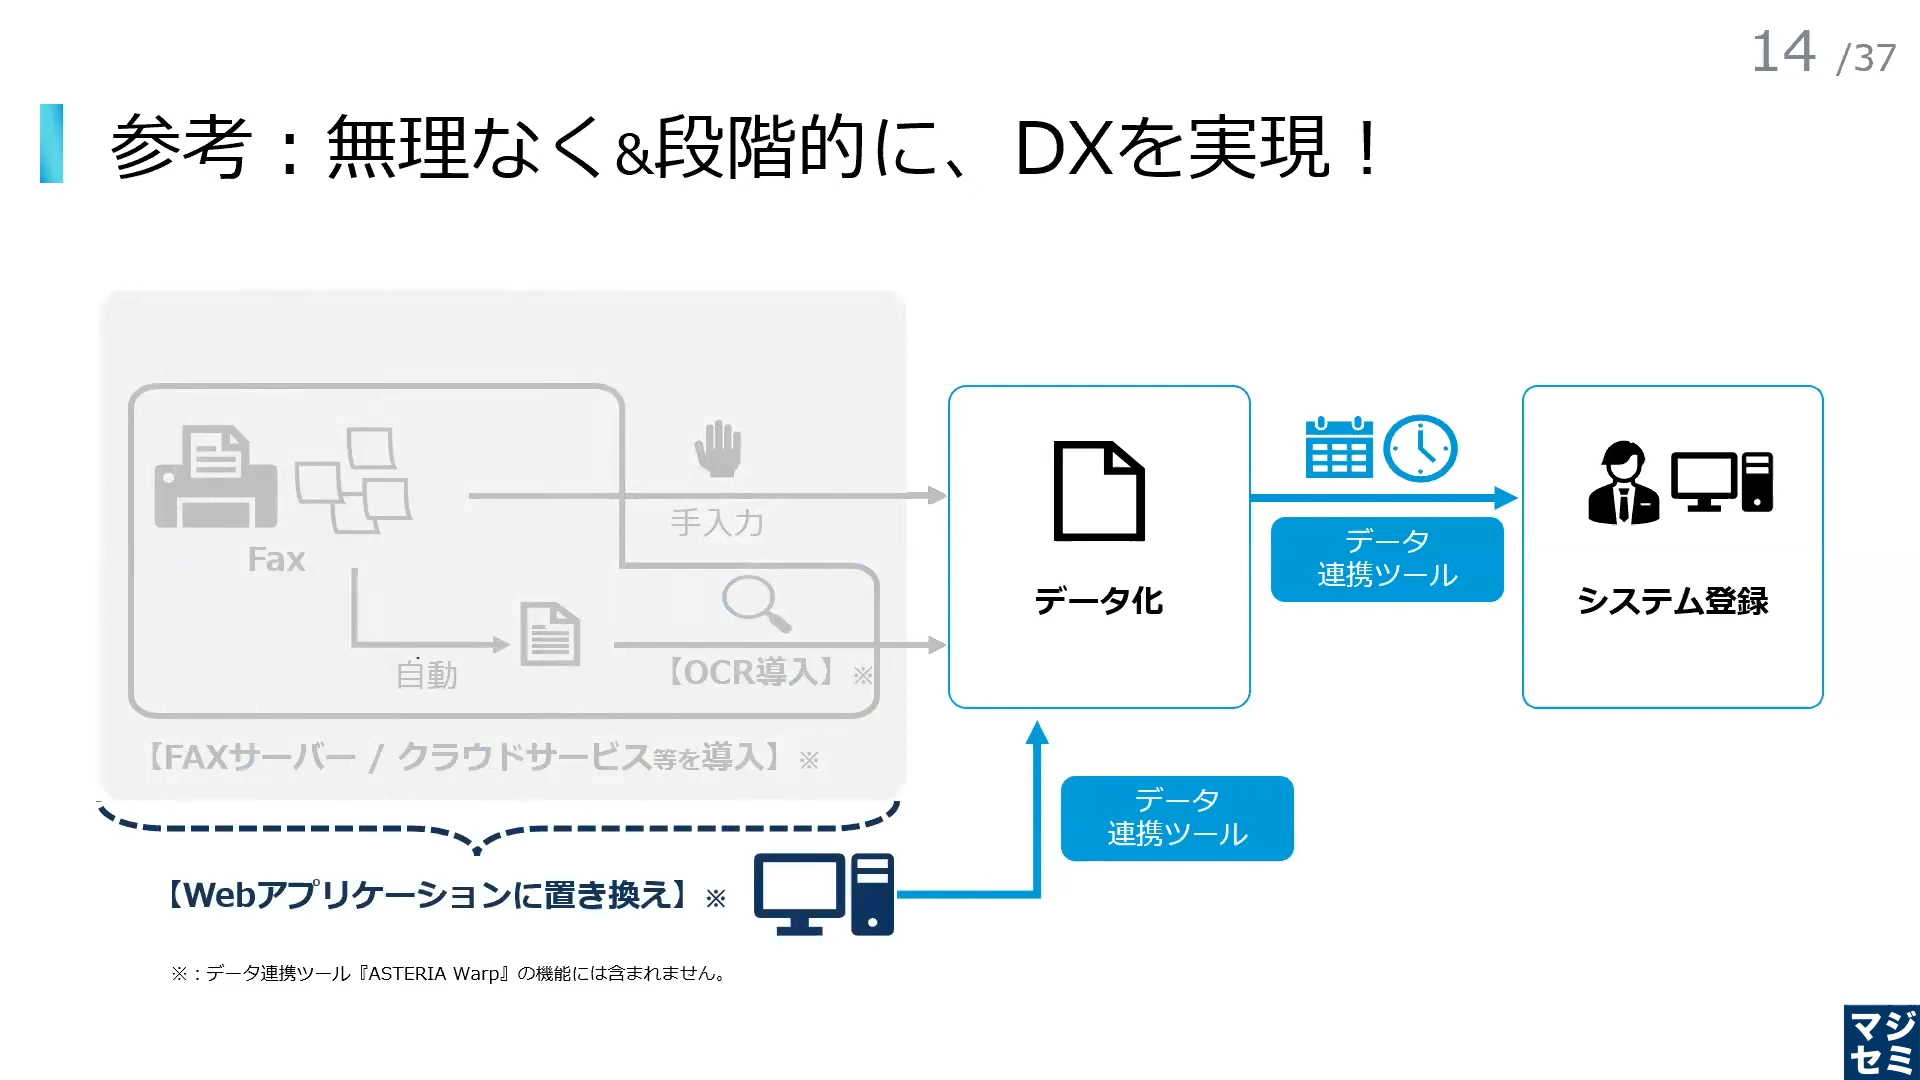 14 /37
参考：無理なく&段階的に、DXを実現！
手入力
Fax
自動
【OCR導入】※
【FAXサーバー / クラウドサービス等を導入】※
データ化
データ
連携ツール
システム登録
データ
連携ツール
【Webアプリケーションに置き換え】※
※：データ連携ツール『ASTERIA Warp』の機能には含まれません。
マジ
セミ